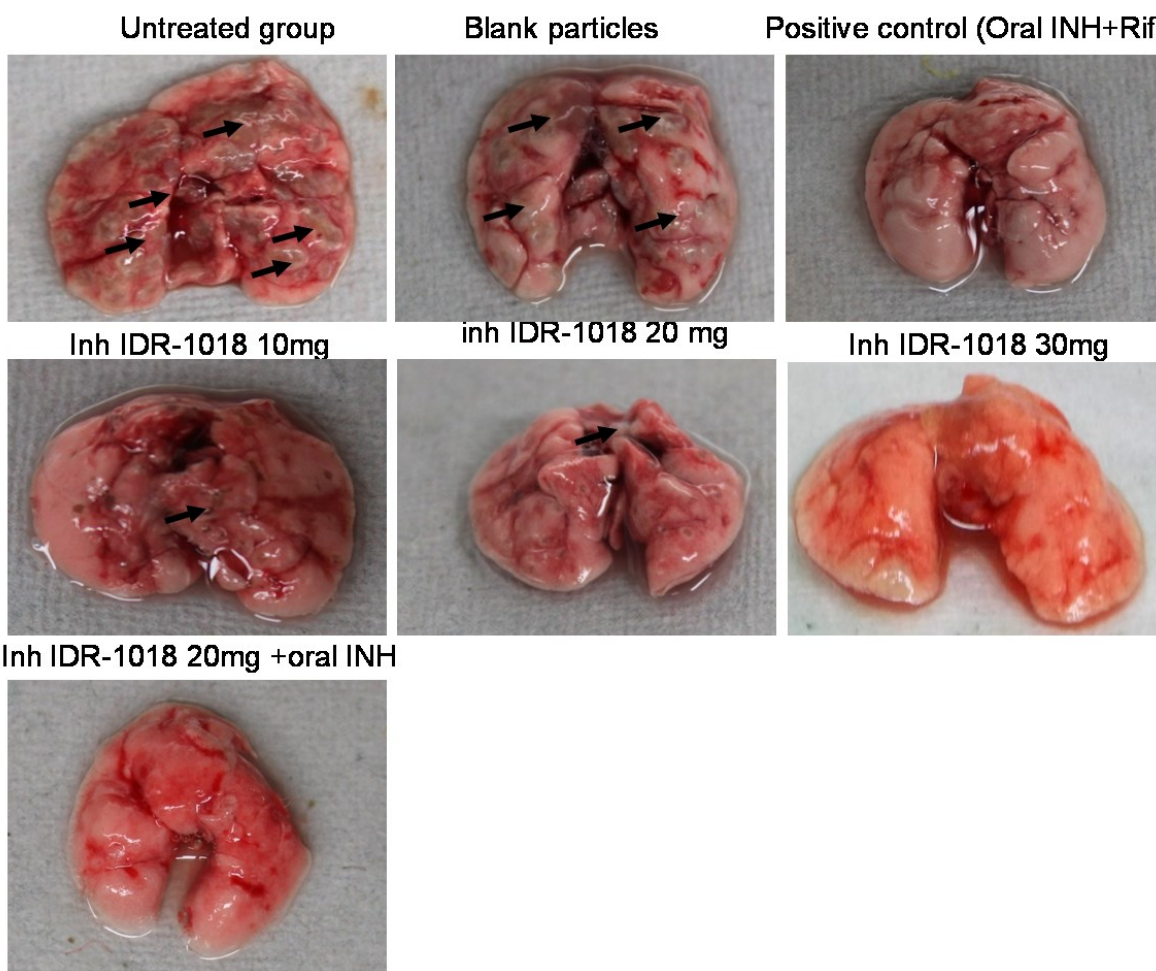 Untreated group
Blank particles
Positive control (Oral INH+Rif
Inh IDR-1018 10mg
inh IDR-1018 20 mg
Inh IDR-1018 30mg
Inh IDR-1018 20mg +oral INH